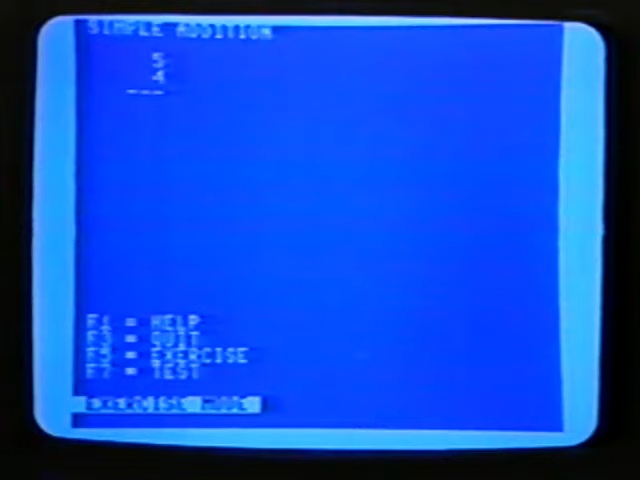 SIMPLE ADDITION
5
4
---
F1 = HELP
F3 = QUIT
F5 = EXERCISE
F7 = TEST
EXERCISE MODE